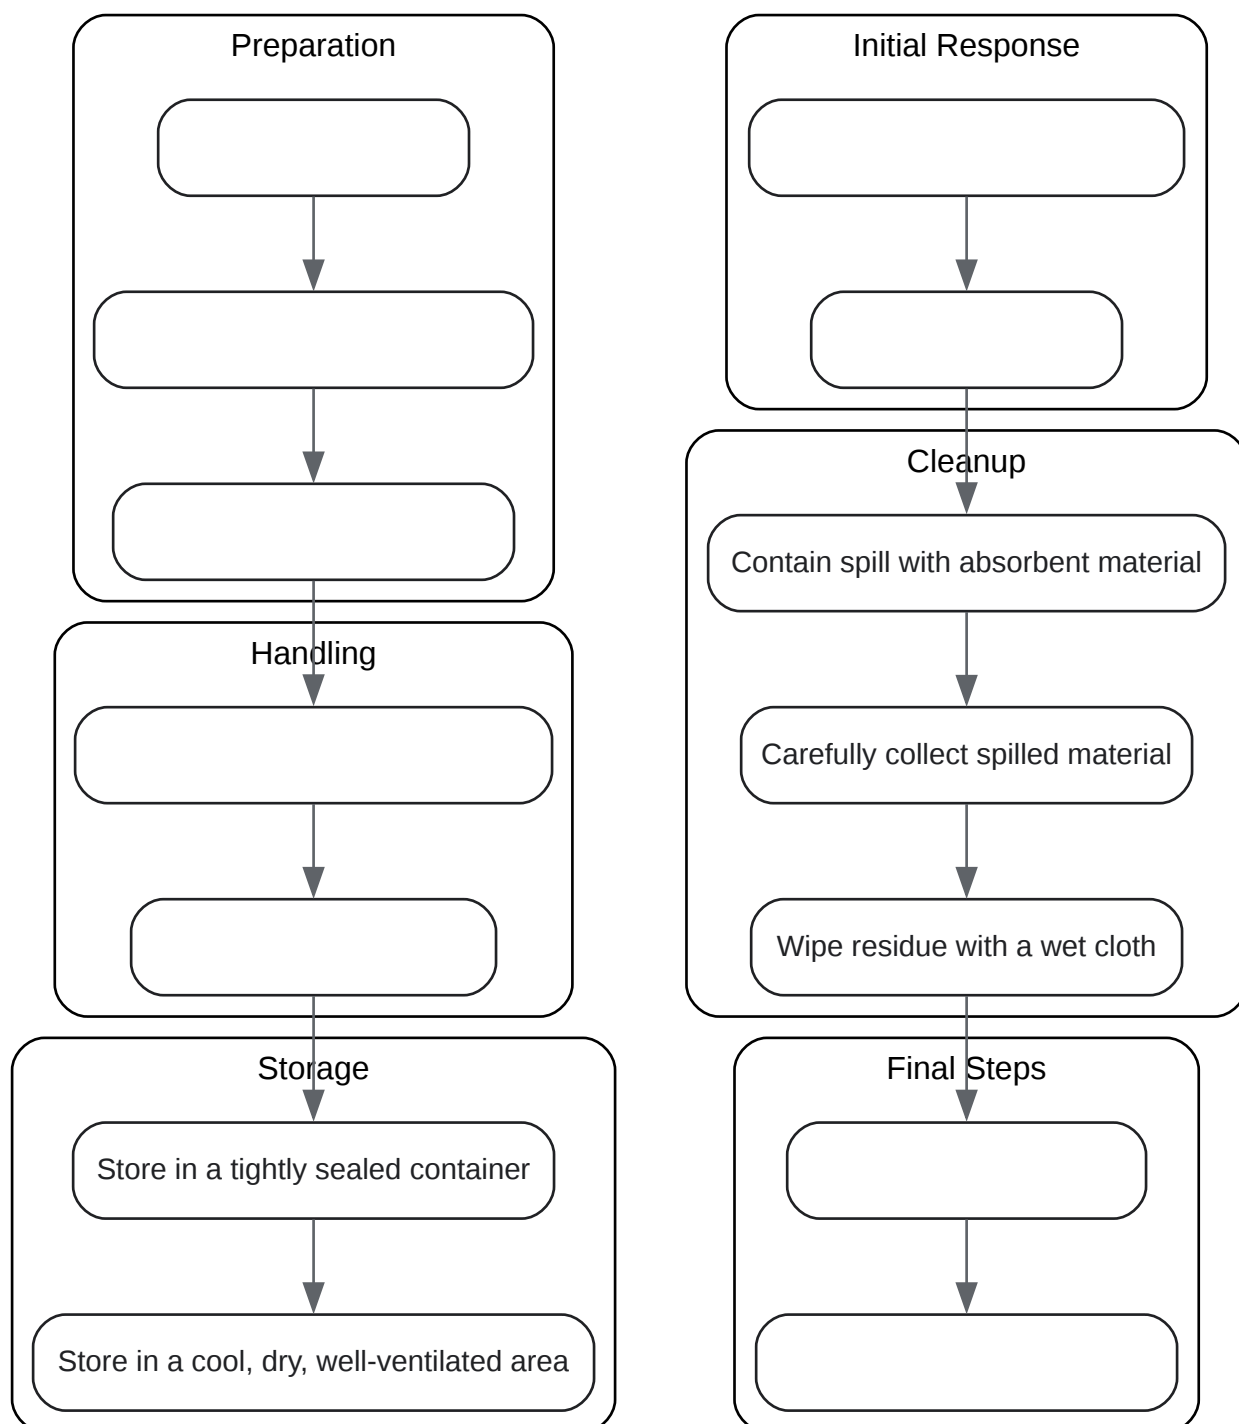 Preparation
Handling
Storage
Store in a tightly sealed container
Store in a cool, dry, well-ventilated area
Initial Response
Cleanup
Contain spill with absorbent material
Carefully collect spilled material
Wipe residue with a wet cloth
Final Steps